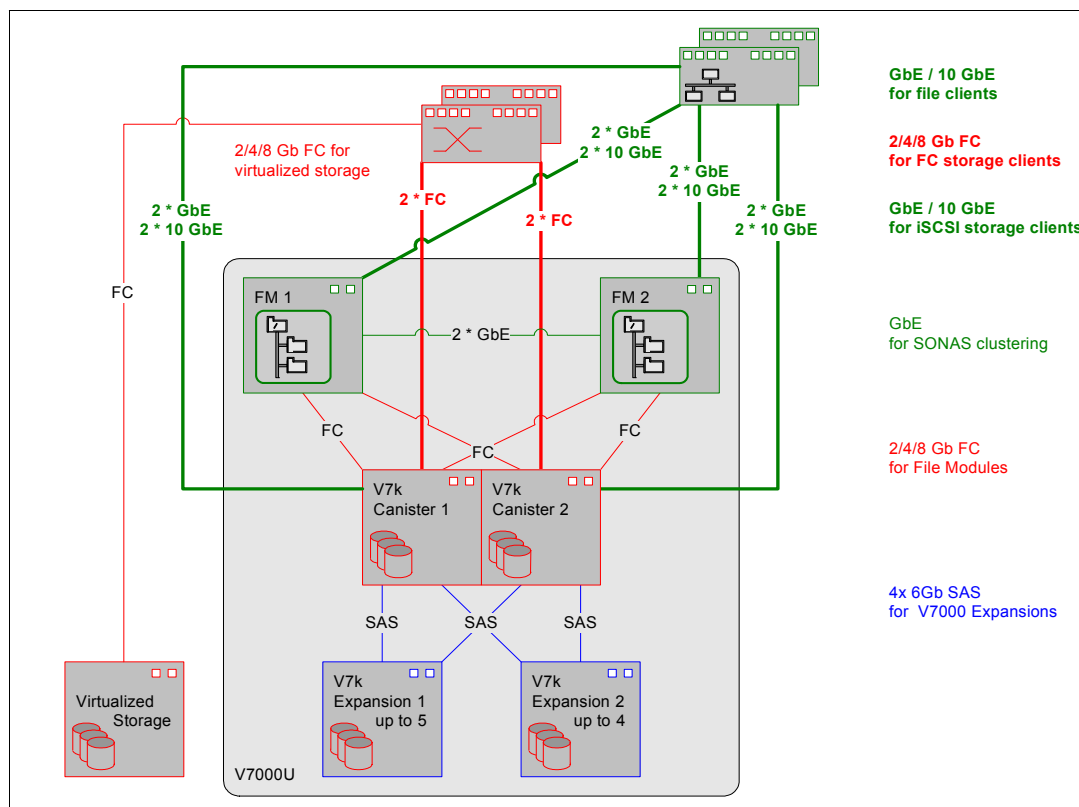 GbE / 10 GbE
for file clients
2/4/8 Gb FC for
virtualized storage
2 * GbE
2 * 10 GbE
2/4/8 Gb FC
for FC storage clients
2 * GbE
2 * 10 GbE
2 * FC
2 * FC
2 * GbE
2 * 10 GbE
2 * GbE
2 * 10 GbE
GbE / 10 GbE
for iSCSI storage clients
FC
FM 1
FM 2
2 * GbE
GbE
for SONAS clustering
FC
FC
FC
2/4/8 Gb FC
for File Modules
V7k
Canister 1
V7k
Canister 2
SAS
SAS
SAS
4x 6Gb SAS
for V7000 Expansions
Virtualized
Storage
V7k
Expansion 1
up to 5
V7k
Expansion 2
up to 4
V7000U